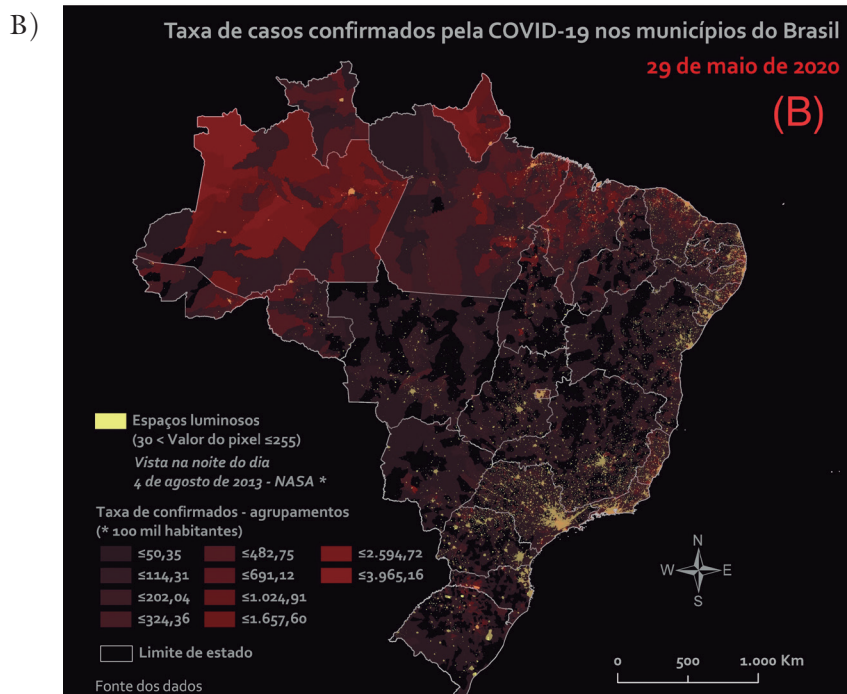 B)
Taxa de casos confirmados pela COVID-19 nos municípios do Brasil
29 de maio de 2020
(B)
Espaços luminosos
(30 < Valor do pixel ≤255)
Vista na noite do dia
4 de agosto de 2013 - NASA *
Taxa de confirmados - agrupamentos
(* 100 mil habitantes)
≤50,35 ≤482,75 ≤2.594,72
≤114,31 ≤691,12 ≤3.965,16
≤202,04 ≤1.024,91
≤324,36 ≤1.657,60
Limite de estado
Fonte dos dados
N
W E
S
0 500 1.000 Km